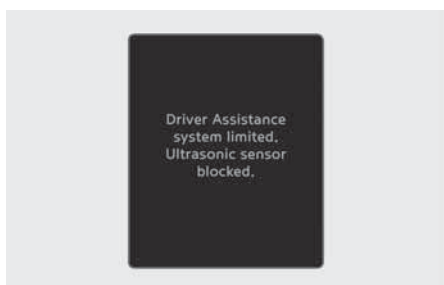 Driver Assistance
system limited.
Ultrasonic sensor
blocked.